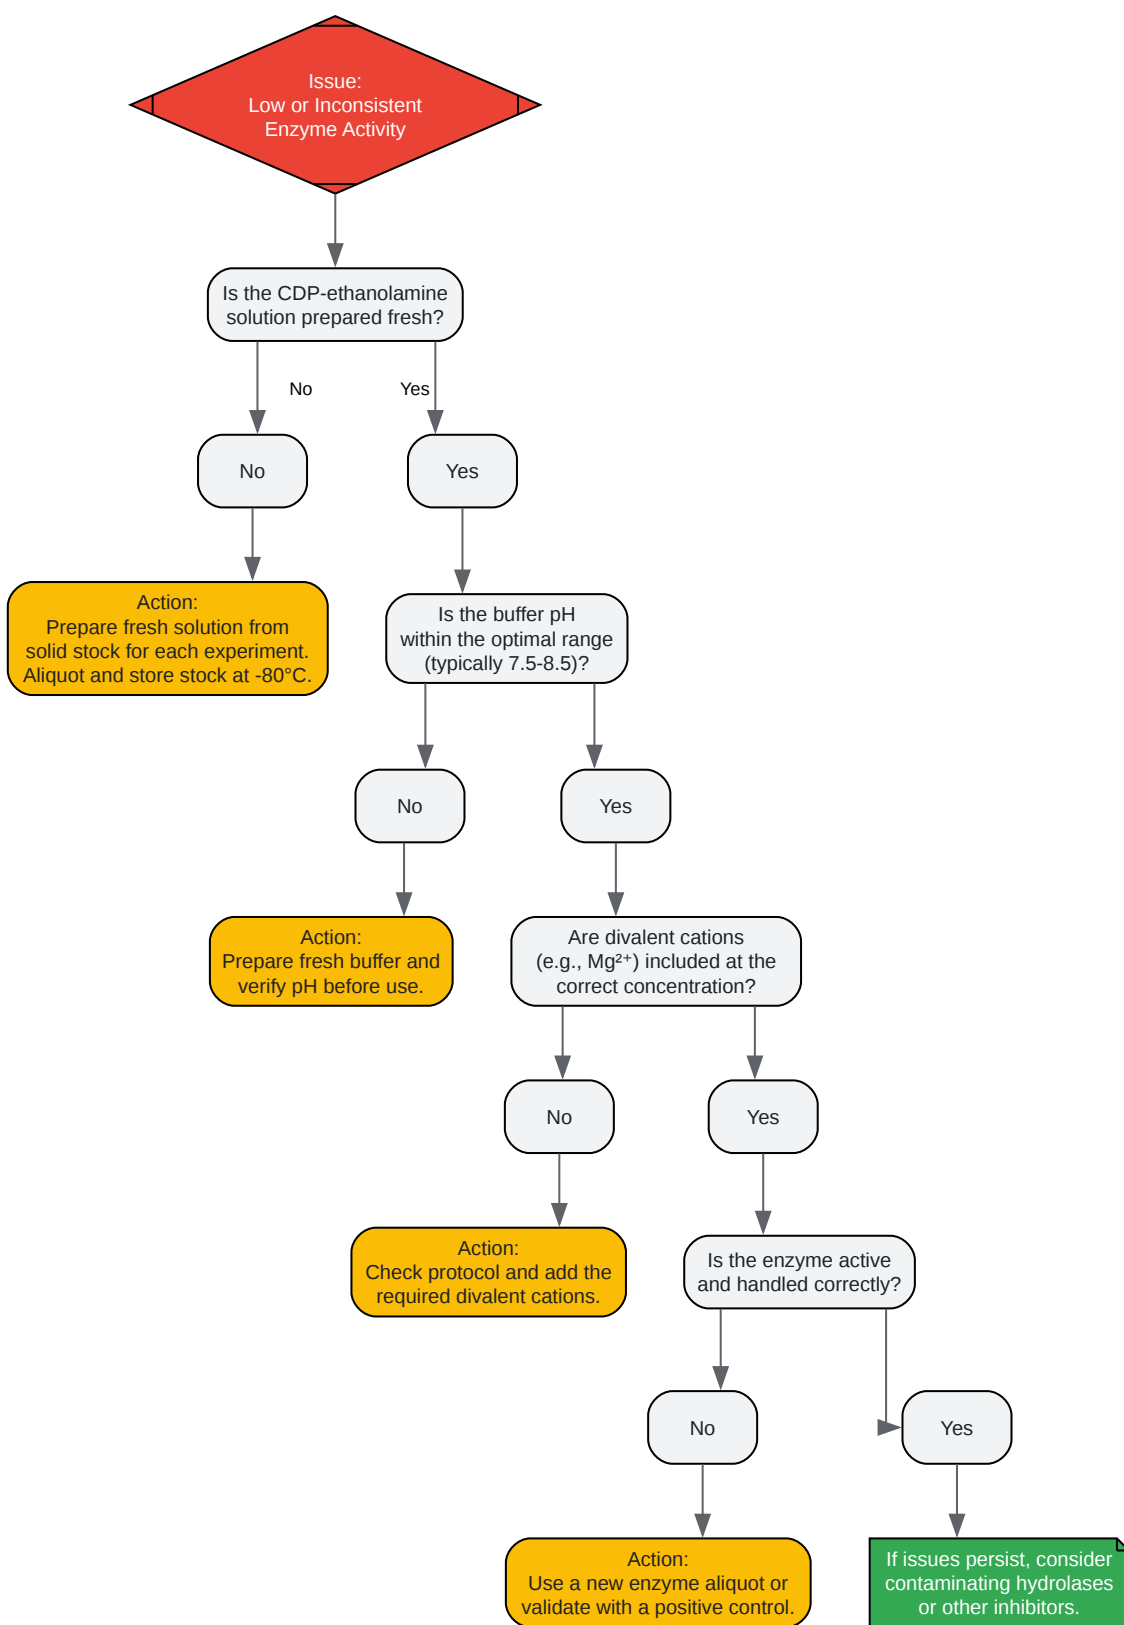 Issue:
Low or Inconsistent
Enzyme Activity
Is the CDP-ethanolamine
solution prepared fresh?
No
Yes
No
Yes
Action:
Prepare fresh solution from
solid stock for each experiment.
Aliquot and store stock at -80°C.
Is the buffer pH
within the optimal range
(typically 7.5-8.5)?
No
Yes
Action:
Prepare fresh buffer and
verify pH before use.
Are divalent cations
(e.g., Mg²⁺) included at the
correct concentration?
No
Yes
Action:
Check protocol and add the
required divalent cations.
Is the enzyme active
and handled correctly?
No
Yes
Action:
Use a new enzyme aliquot or
validate with a positive control.
If issues persist, consider
contaminating hydrolases
or other inhibitors.